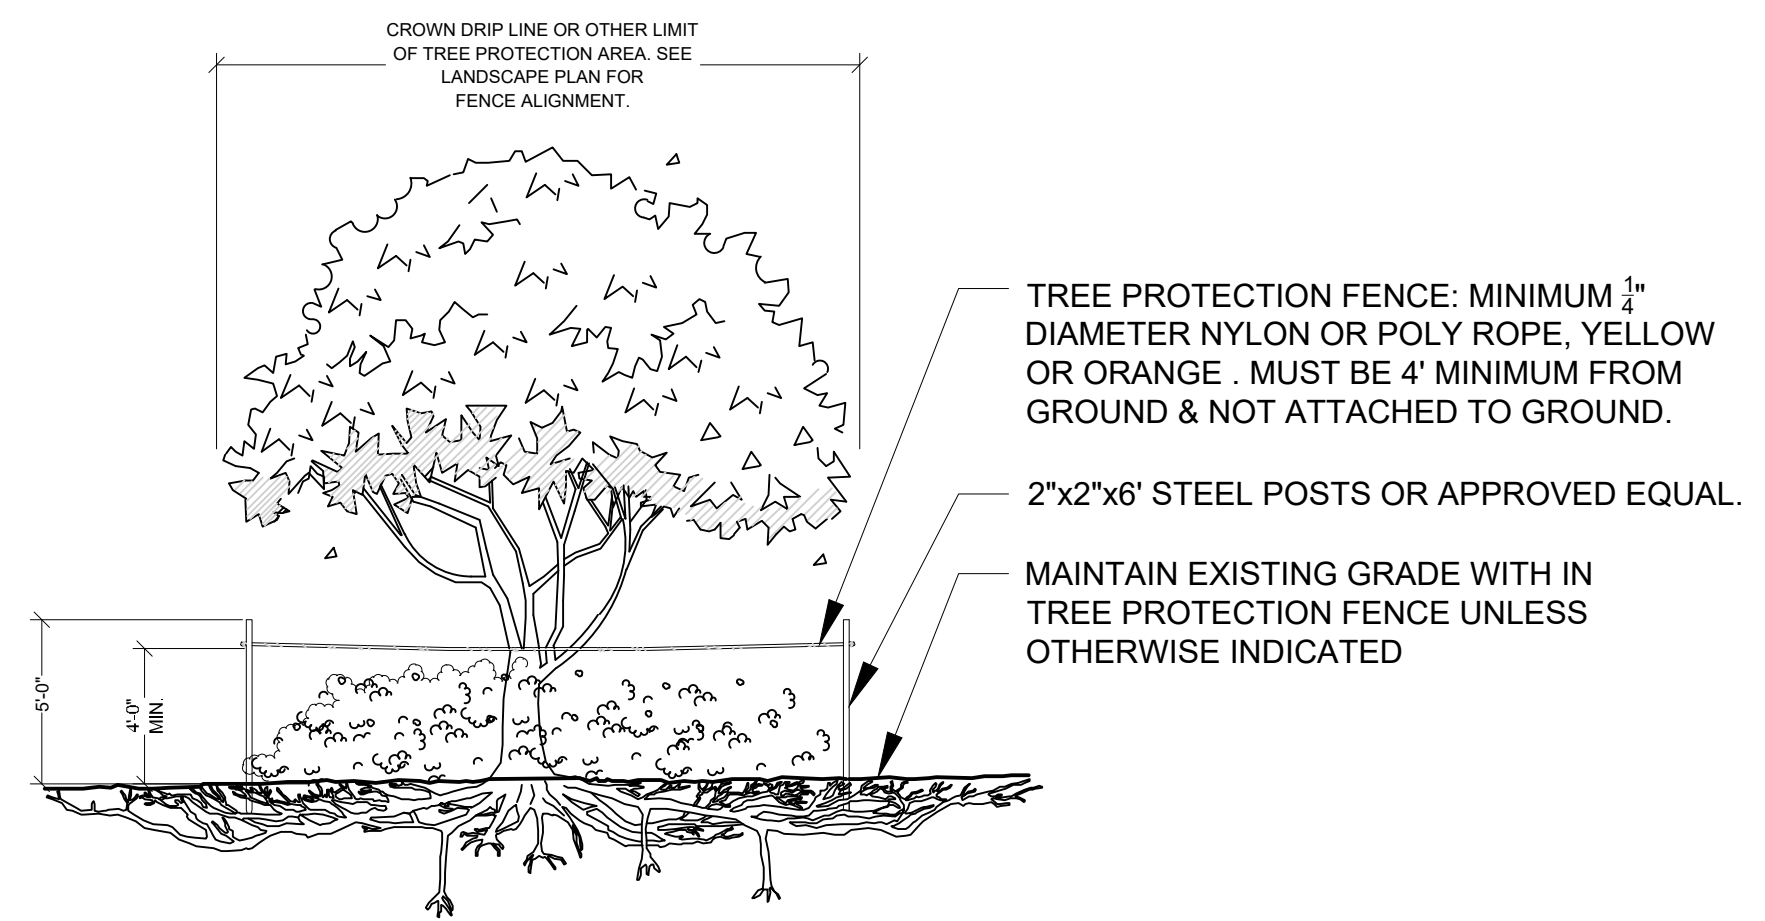 CROWN DRIP LINE OR OTHER LIMIT
OF TREE PROTECTION AREA. SEE
LANDSCAPE PLAN FOR
FENCE ALIGNMENT.
TREE PROTECTION FENCE: MINIMUM 1/4"
DIAMETER NYLON OR POLY ROPE, YELLOW
OR ORANGE . MUST BE 4' MINIMUM FROM
GROUND & NOT ATTACHED TO GROUND.
2"x2"x6' STEEL POSTS OR APPROVED EQUAL.
MAINTAIN EXISTING GRADE WITH IN
TREE PROTECTION FENCE UNLESS
OTHERWISE INDICATED
5'-0"
4'-0"
MIN.